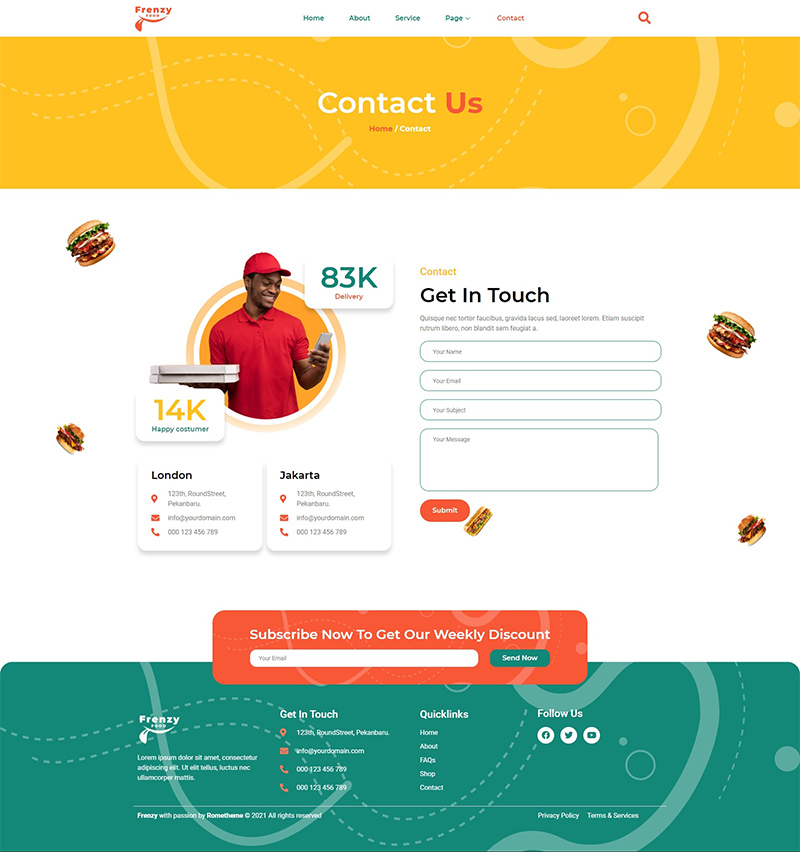 Frenzy
FOOD
Home About Service Page Contact
Contact Us
Home / Contact
83K
Delivery
14K
Happy costumer
London
123th, RoundStreet,
Pekanbaru.
info@yourdomain.com
000 123 456 789
Jakarta
123th, RoundStreet,
Pekanbaru.
info@yourdomain.com
000 123 456 789
Contact
Get In Touch
Quisque nec tortor faucibus, gravida lacus sed, laoreet lorem. Etiam suscipit
rutrum libero, non blandit sem feugiat a.
Your Name
Your Email
Your Subject
Your Message
Submit
Subscribe Now To Get Our Weekly Discount
Your Email
Send Now
Frenzy
FOOD
Lorem ipsum dolor sit amet, consectetur
adipiscing elit. Ut elit tellus, luctus nec
ullamcorper mattis.
Get In Touch
123th, RoundStreet, Pekanbaru.
info@yourdomain.com
000 123 456 789
000 123 456 789
Quicklinks
Home
About
FAQs
Shop
Contact
Follow Us
Frenzy with passion by Rometheme © 2021 All rights reserved
Privacy Policy Terms & Services